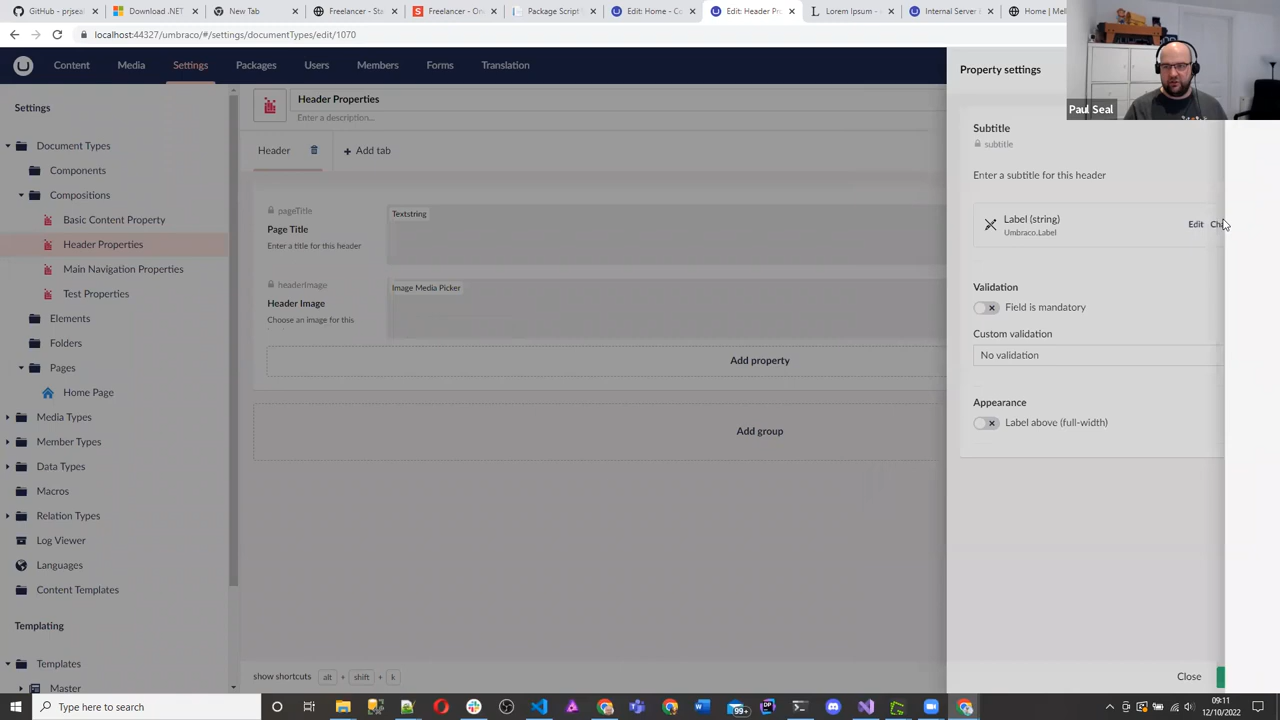 GitHub - prjseal
Download .NET
New Tab
Freelancer - Sta
Freelancer - On
Package Script
Edit: Home - Co
Edit: Header Pr
Lorem Ipsum -
Internal Server
Home | Mel
localhost:44327/umbraco/#/settings/documentTypes/edit/1070
Content Media Settings Packages Users Members Forms Translation
Settings
Document Types
Components
Compositions
Basic Content Property
Header Properties
Main Navigation Properties
Test Properties
Elements
Folders
Pages
Home Page
Media Types
Member Types
Data Types
Macros
Relation Types
Log Viewer
Languages
Content Templates
Templating
Templates
Master
Header Properties
Enter a description...
Header
Add tab
pageTitle
Page Title
Enter a title for this header
Textstring
headerImage
Header Image
Choose an image for this
Image Media Picker
Add property
Add group
show shortcuts alt + shift + k
Property settings
Paul Seal
Subtitle
subtitle
Enter a subtitle for this header
Label (string)
Umbraco.Label
Edit
Validation
Field is mandatory
Custom validation
No validation
Appearance
Label above (full-width)
Close
Type here to search
99+
09:11
12/10/2022